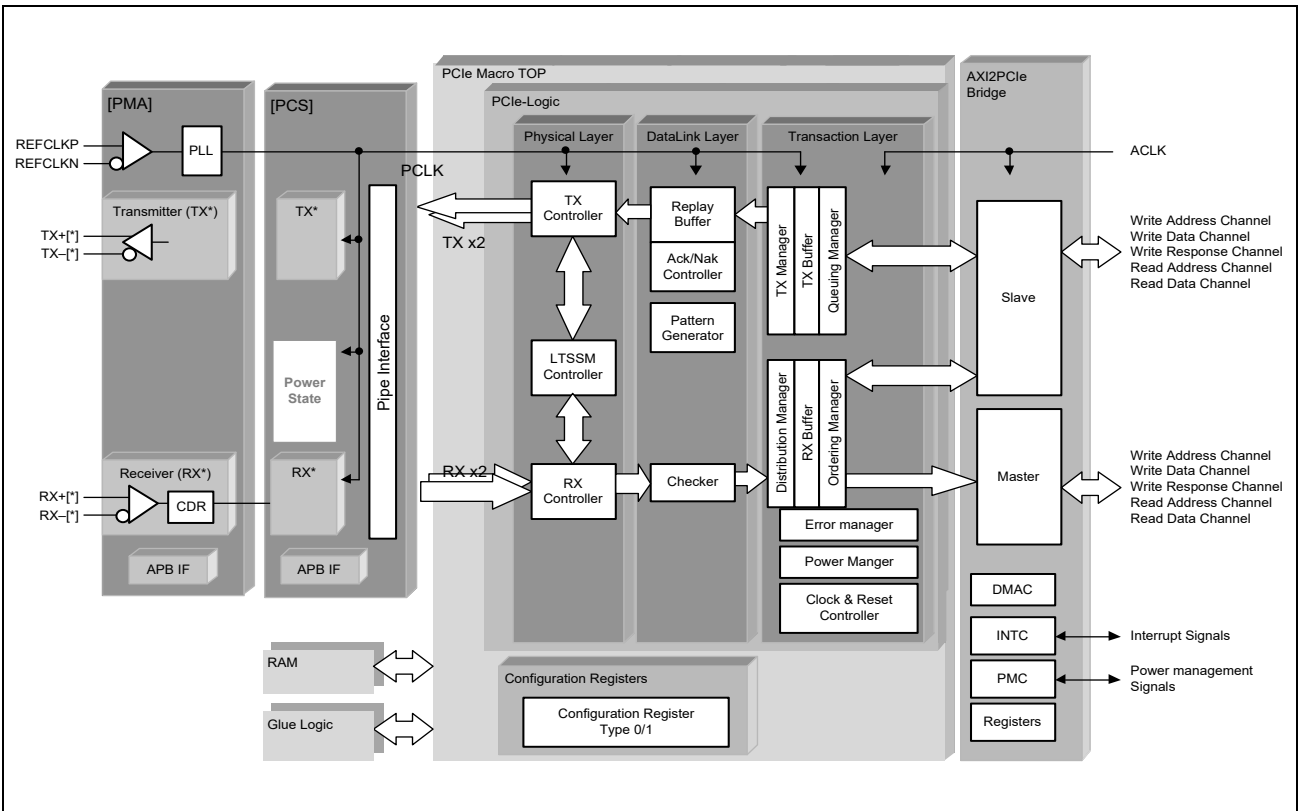 PCIe Macro TOP
AXI2PCIe
Bridge
[PMA]
[PCS]
PCIe-Logic
Physical Layer
DataLink Layer
Transaction Layer
REFCLKP
REFCLKN
PLL
PCLK
ACLK
Transmitter (TX*)
TX+[*]
TX–[*]
TX*
TX x2
TX
Controller
Replay
Buffer
Ack/Nak
Controller
Pattern
Generator
TX Manager
TX Buffer
Queuing Manager
Slave
Write Address Channel
Write Data Channel
Write Response Channel
Read Address Channel
Read Data Channel
Power
State
Pipe Interface
LTSSM
Controller
Receiver (RX*)
RX+[*]
RX–[*]
CDR
RX*
RX x2
RX
Controller
Checker
Distribution Manager
RX Buffer
Ordering Manager
Master
Write Address Channel
Write Data Channel
Write Response Channel
Read Address Channel
Read Data Channel
Error manager
Power Manger
Clock & Reset
Controller
APB IF
APB IF
DMAC
INTC
Interrupt Signals
PMC
Power management
Signals
Registers
RAM
Glue Logic
Configuration Registers
Configuration Register
Type 0/1